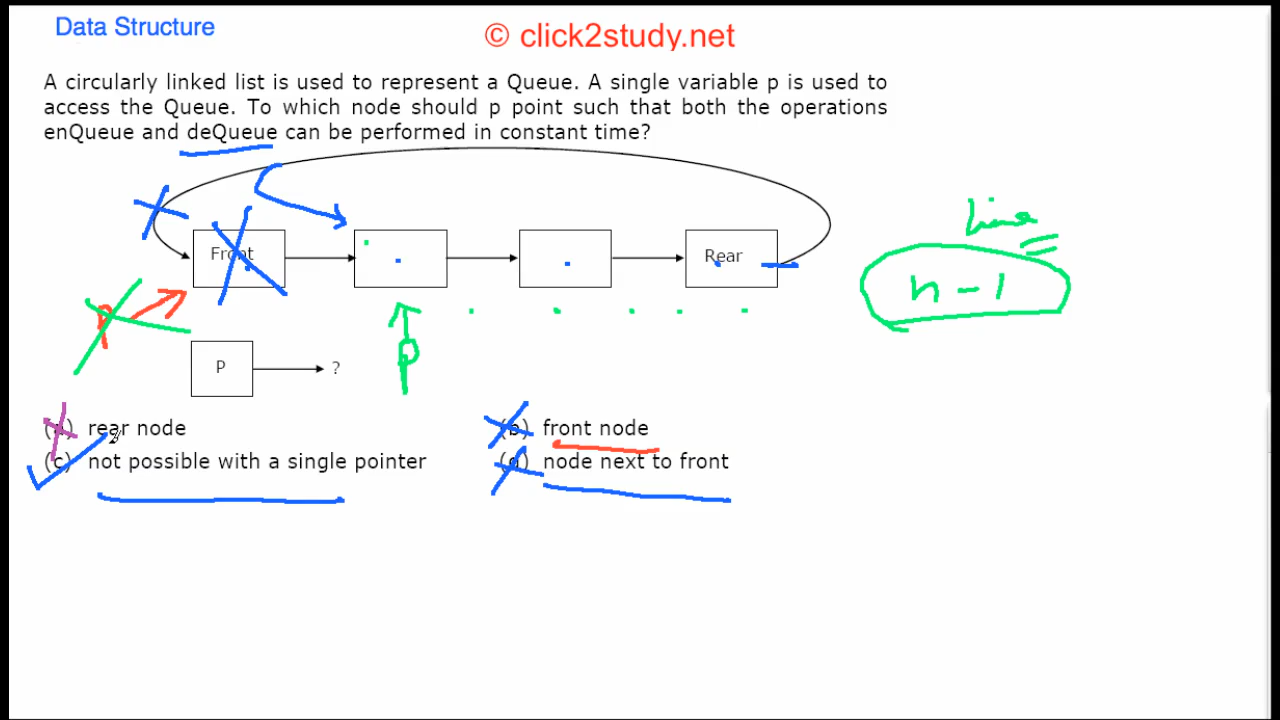 Data Structure
© click2study.net
A circularly linked list is used to represent a Queue. A single variable p is used to
access the Queue. To which node should p point such that both the operations
enQueue and deQueue can be performed in constant time?
Front
Rear
n - 1
p
p
P
?
(a) rear node
(b) front node
(c) not possible with a single pointer
(d) node next to front